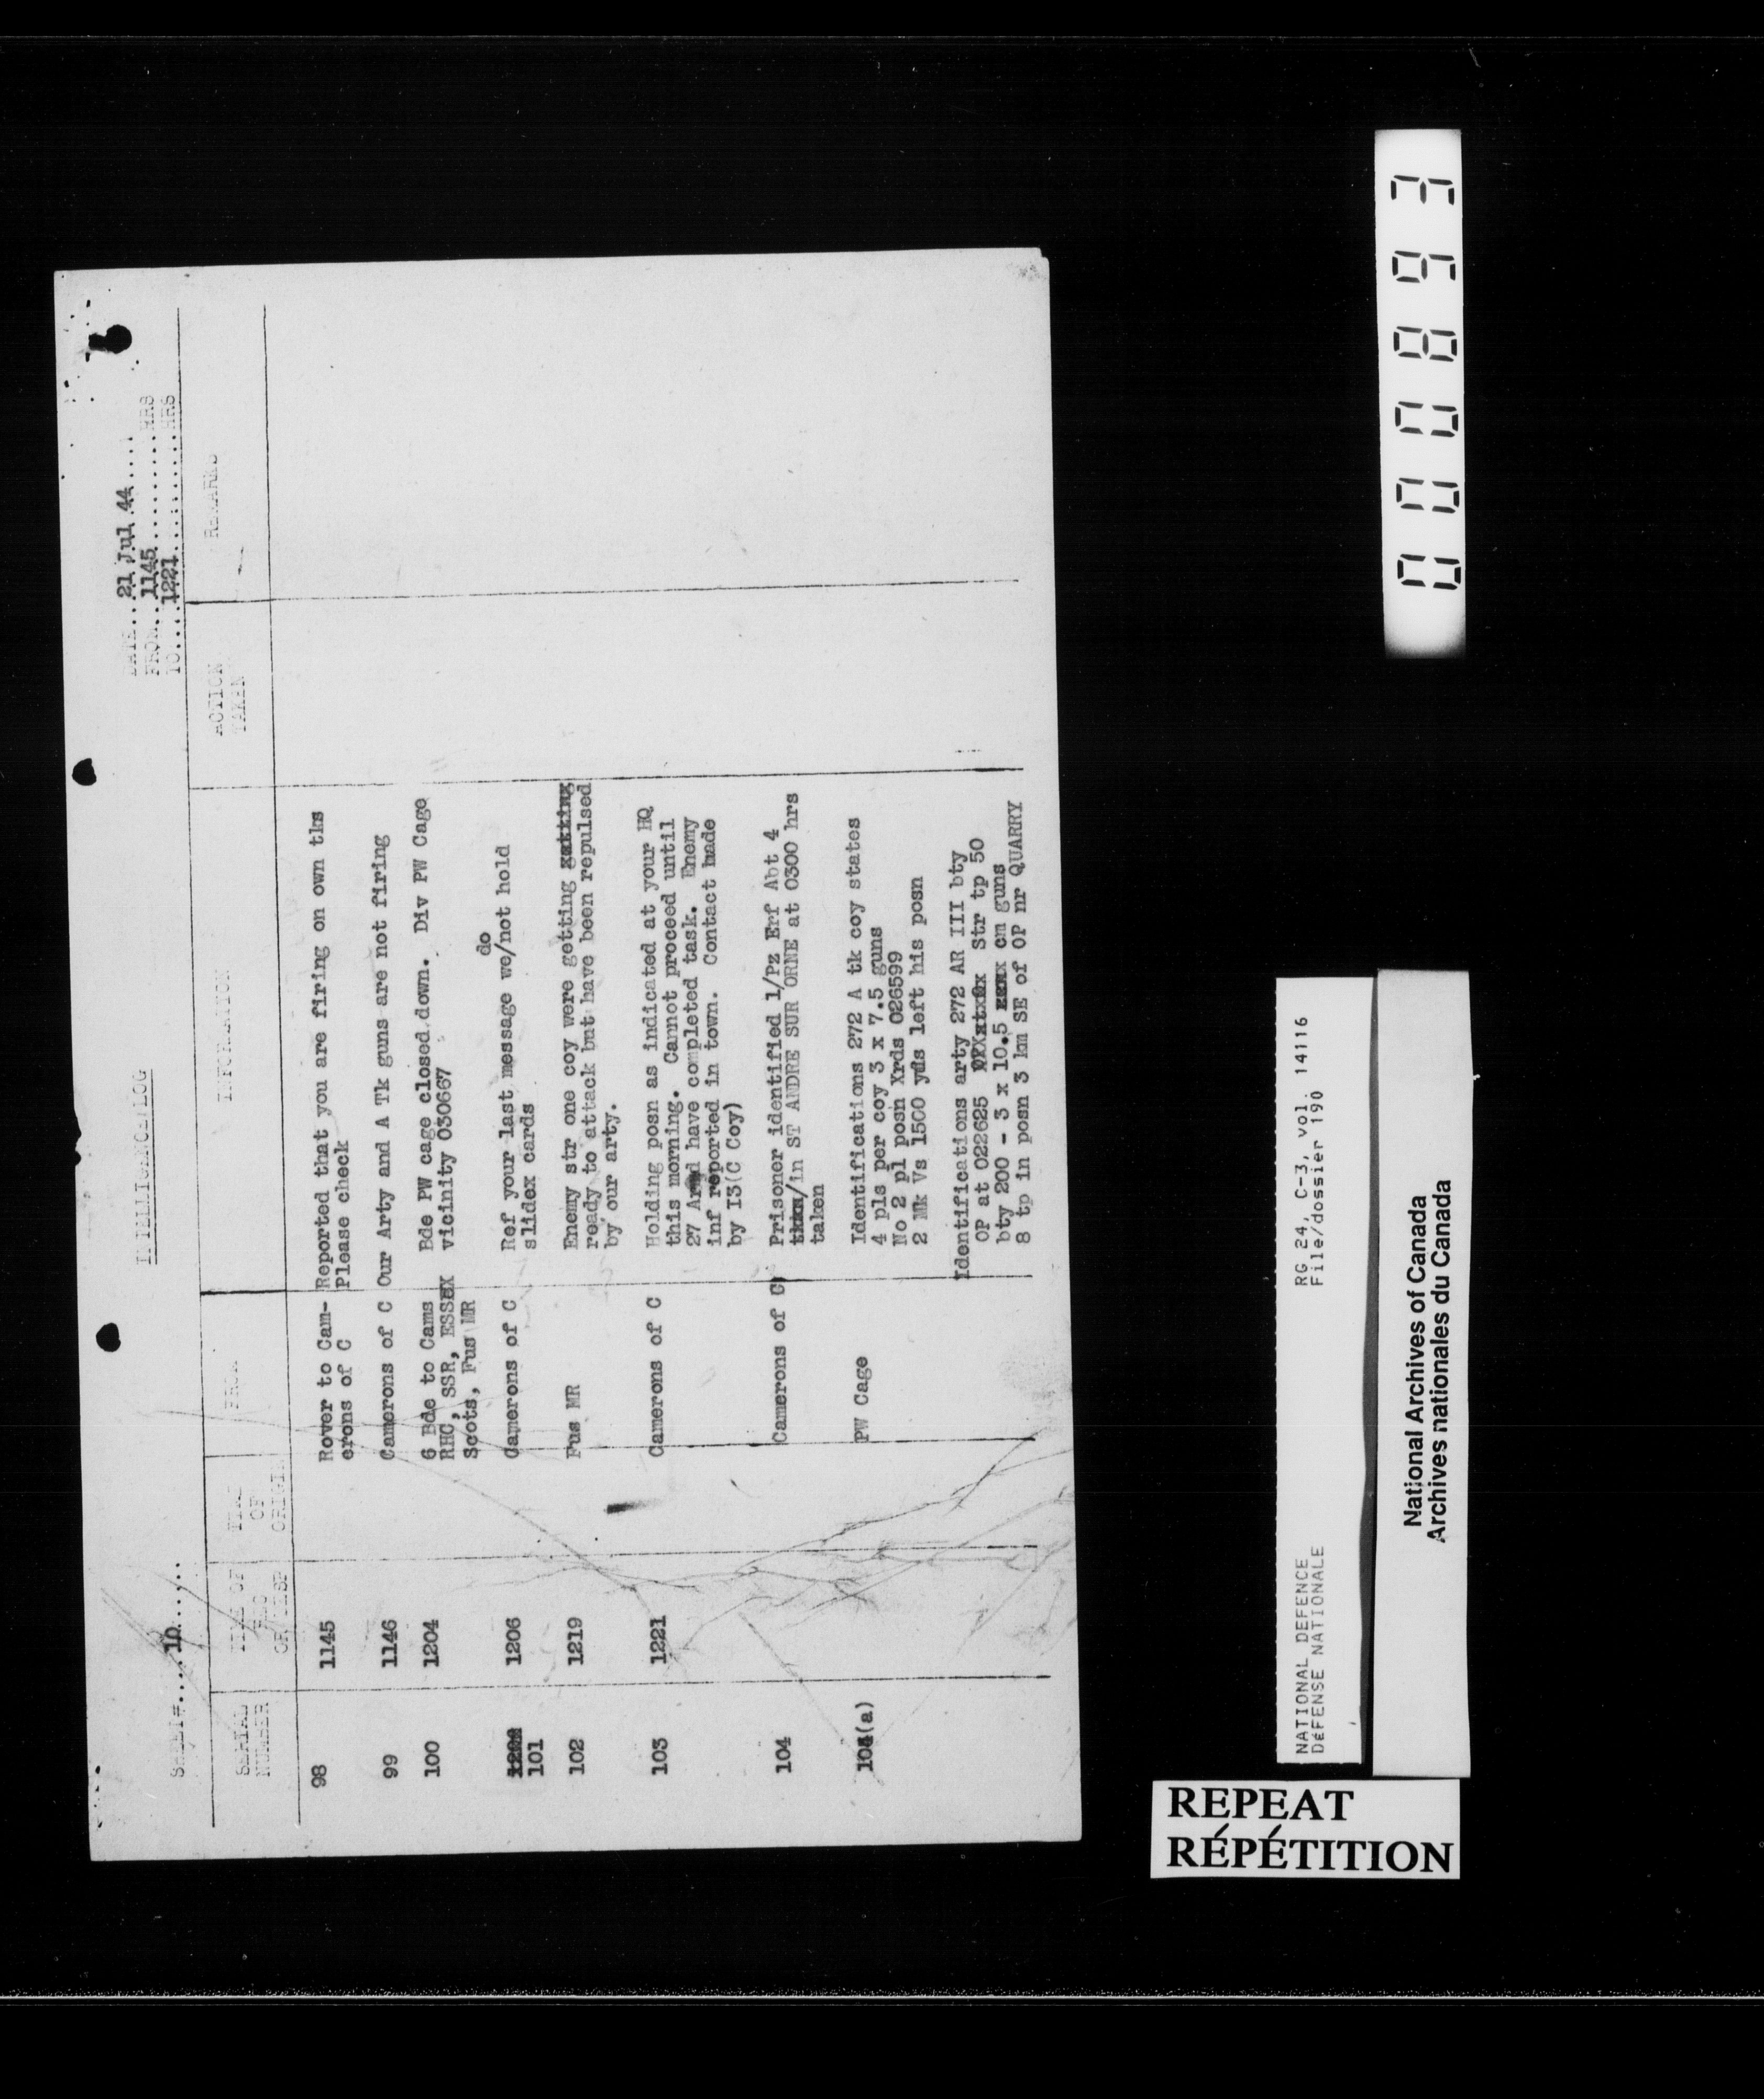 INTELLIGENCE LOG
SHEET#....10......
DATE..21 Jul 44....
FROM..1145..........HRS
TO....1221..........HRS
SERIAL NUMBER
TIME OF REC OR DESP
TIME OF ORIGIN
FROM
INFORMATION
ACTION TAKEN
REMARKS
98 1145 Rover to Cam- Reported that you are firing on own tks
erons of C Please check
99 1146 Camerons of C Our Arty and A Tk guns are not firing
100 1204 6 Bde to Cams Bde PW cage closed down. Div PW Cage
RHC, SSR, ESSEX vicinity 030667
Scots, Fus MR
do
1206 Camerons of C Ref your last message we/not hold
101 slidex cards
102 1219 Fus MR Enemy str one coy were getting
ready to attack but have been repulsed
by our arty.
103 1221 Camerons of C Holding posn as indicated at your HQ
this morning. Cannot proceed until
27 Armd have completed task. Enemy
inf reported in town. Contact made
by I3(C Coy)
104 Camerons of C Prisoner identified 1/Pz Erf Abt 4
/in ST ANDRE SUR ORNE at 0300 hrs
taken
104(a) PW Cage Identifications 272 A tk coy states
4 pls per coy 3 x 7.5 guns
No 2 pl posn Xrds 026599
2 Mk Vs 1500 yds left his posn
Identifications arty 272 AR III bty
OP at 022625 Str tp 50
bty 200 - 3 x 10.5 cm guns
8 tp in posn 3 km SE of OP nr QUARRY
000893
NATIONAL DEFENCE RG 24, C-3, vol. 14116
DÉFENSE NATIONALE File/dossier 190
National Archives of Canada
Archives nationales du Canada
REPEAT
RÉPÉTITION